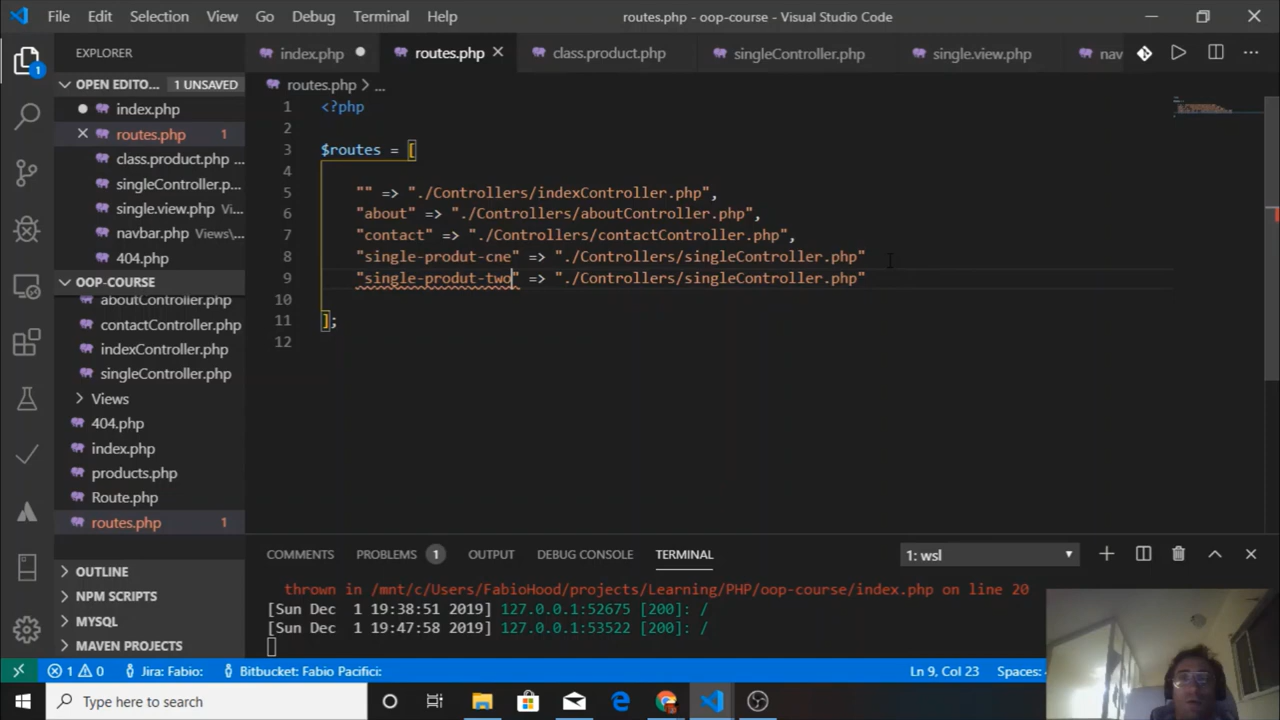 File Edit Selection View Go Debug Terminal Help routes.php - oop-course - Visual Studio Code
EXPLORER
index.php
routes.php
class.product.php
singleController.php
single.view.php
nav
OPEN EDITO... 1 UNSAVED
index.php
routes.php 1
class.product.php ...
singleController.p...
single.view.php Vi...
navbar.php Views\...
404.php
OOP-COURSE
aboutController.php
contactController.php
indexController.php
singleController.php
Views
404.php
index.php
products.php
Route.php
routes.php 1
OUTLINE
NPM SCRIPTS
MYSQL
MAVEN PROJECTS
1
routes.php > ...
1 <?php
2
3 $routes = [
4
5 "" => "./Controllers/indexController.php",
6 "about" => "./Controllers/aboutController.php",
7 "contact" => "./Controllers/contactController.php",
8 "single-produt-cne" => "./Controllers/singleController.php"
9 "single-produt-two" => "./Controllers/singleController.php"
10
11 ];
12
COMMENTS PROBLEMS 1 OUTPUT DEBUG CONSOLE TERMINAL 1: wsl
thrown in /mnt/c/Users/FabioHood/projects/Learning/PHP/oop-course/index.php on line 20
[Sun Dec 1 19:38:51 2019] 127.0.0.1:52675 [200]: /
[Sun Dec 1 19:47:58 2019] 127.0.0.1:53522 [200]: /
1 0 Jira: Fabio: Bitbucket: Fabio Pacifici: Ln 9, Col 23 Spaces:
Type here to search